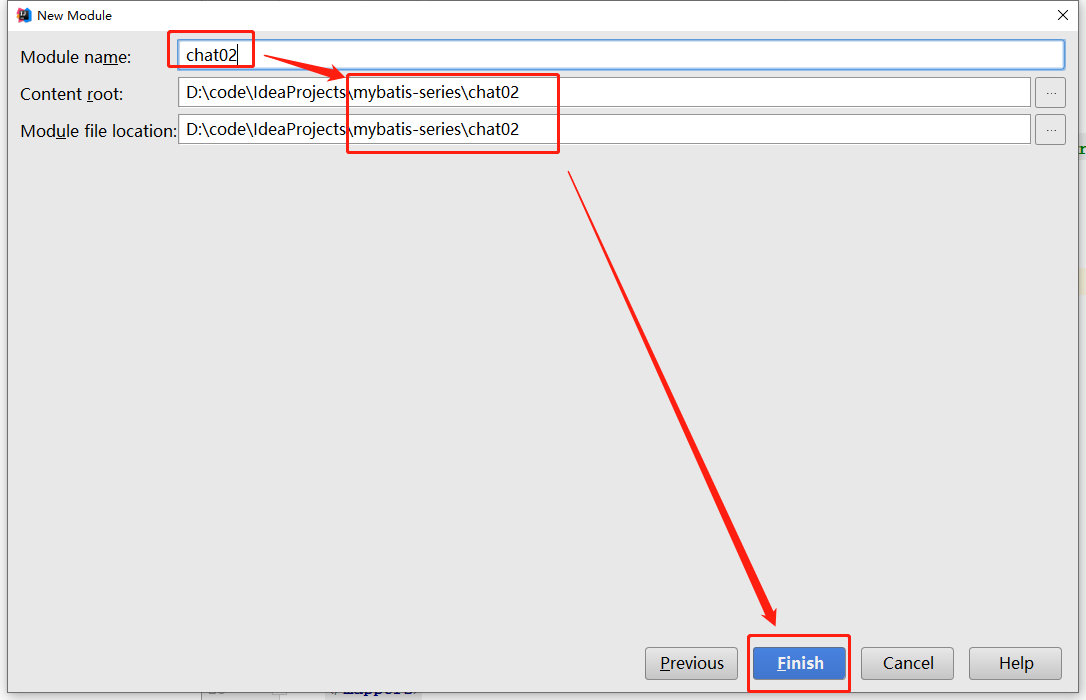 New Module
Module name: chat02
Content root: D:\code\IdeaProjects\mybatis-series\chat02 ...
Module file location: D:\code\IdeaProjects\mybatis-series\chat02 ...
Previous Finish Cancel Help